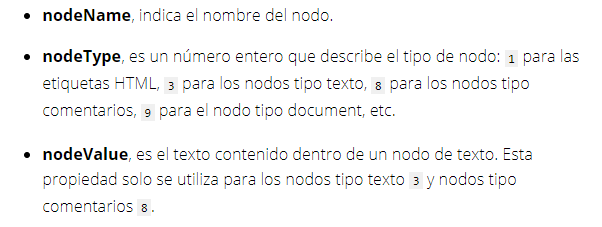 • nodeName, indica el nombre del nodo.
• nodeType, es un número entero que describe el tipo de nodo: 1 para las
etiquetas HTML, 3 para los nodos tipo texto, 8 para los nodos tipo
comentarios, 9 para el nodo tipo document, etc.
• nodeValue, es el texto contenido dentro de un nodo de texto. Esta
propiedad solo se utiliza para los nodos tipo texto 3 y nodos tipo
comentarios 8.